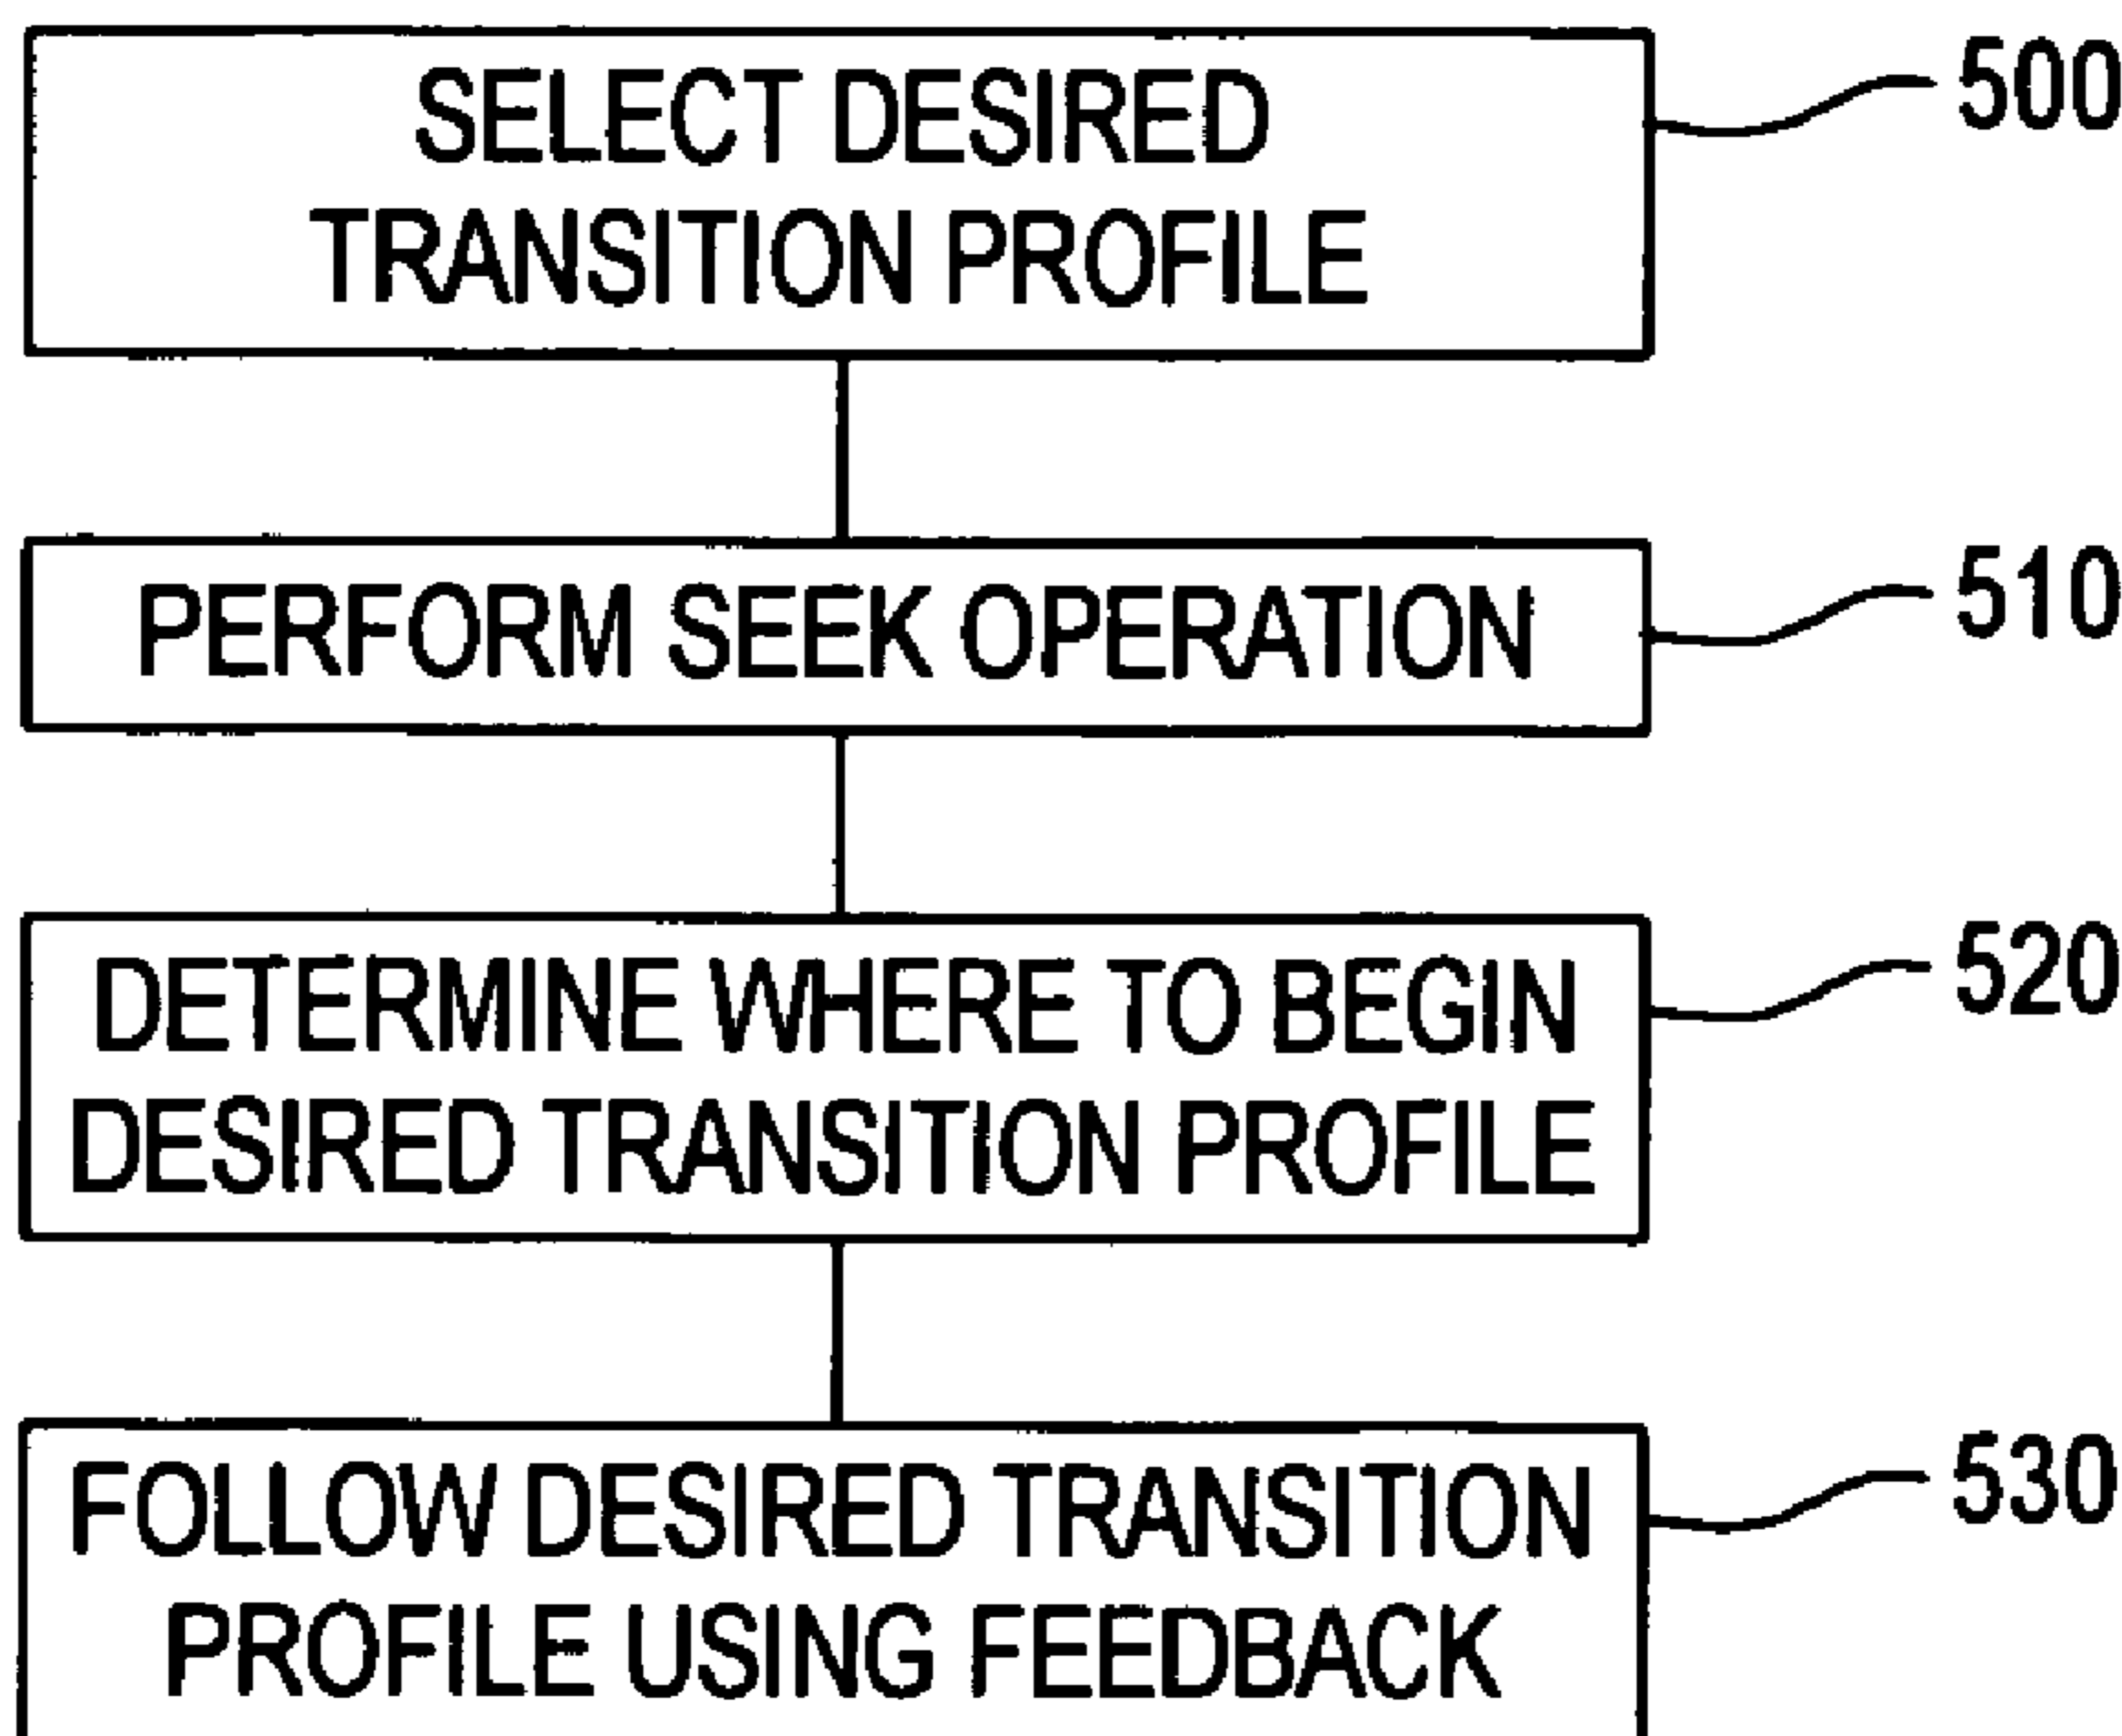 SELECT DESIRED
TRANSITION PROFILE
500
PERFORM SEEK OPERATION
510
DETERMINE WHERE TO BEGIN
DESIRED TRANSITION PROFILE
520
FOLLOW DESIRED TRANSITION
PROFILE USING FEEDBACK
530